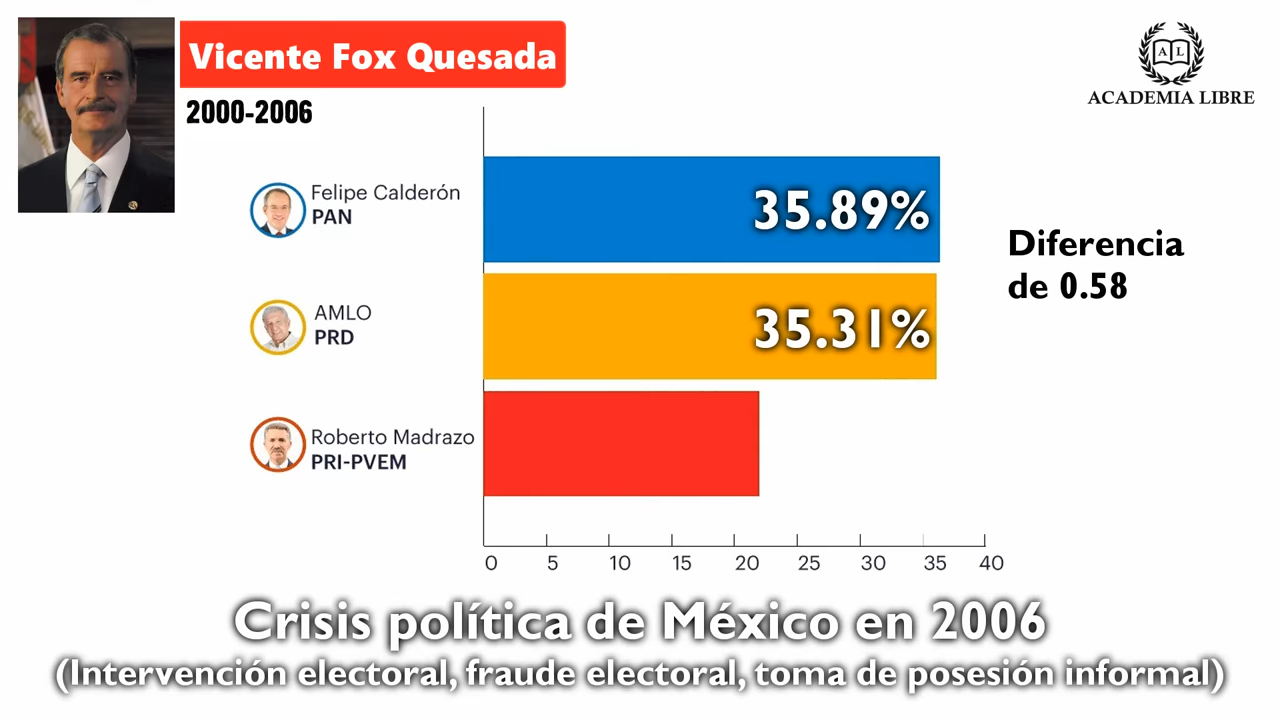 Vicente Fox Quesada
2000-2006
A L
ACADEMIA LIBRE
Felipe Calderón
PAN
35.89%
AMLO
PRD
35.31%
Diferencia
de 0.58
Roberto Madrazo
PRI-PVEM
0 5 10 15 20 25 30 35 40
Crisis política de México en 2006
(Intervención electoral, fraude electoral, toma de posesión informal)